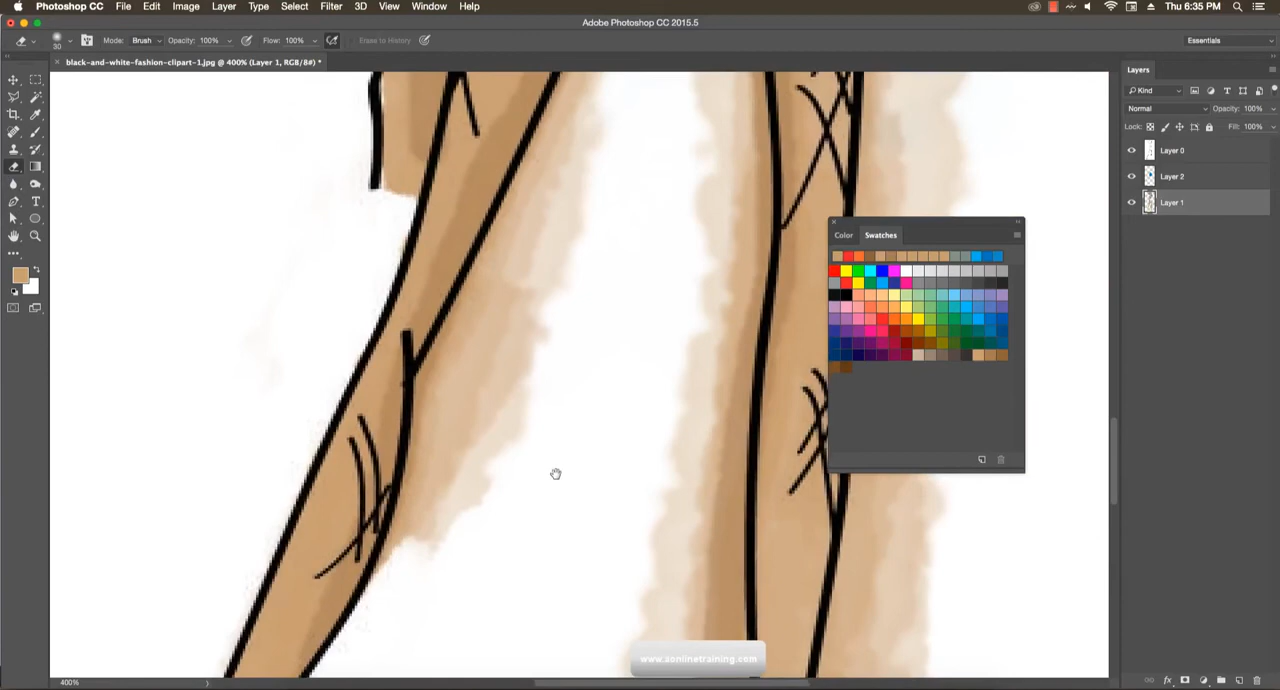 Photoshop CC File Edit Image Layer Type Select Filter 3D View Window Help Thu 6:35 PM
Adobe Photoshop CC 2015.5
30 Mode: Brush Opacity: 100% Flow: 100% Erase to History Essentials
× black-and-white-fashion-clipart-1.jpg @ 400% (Layer 1, RGB/8#) *
Layers
Kind
Normal Opacity: 100%
Lock: Fill: 100%
Layer 0
Layer 2
Layer 1
Color Swatches
www.aonlinetraining.com
400%